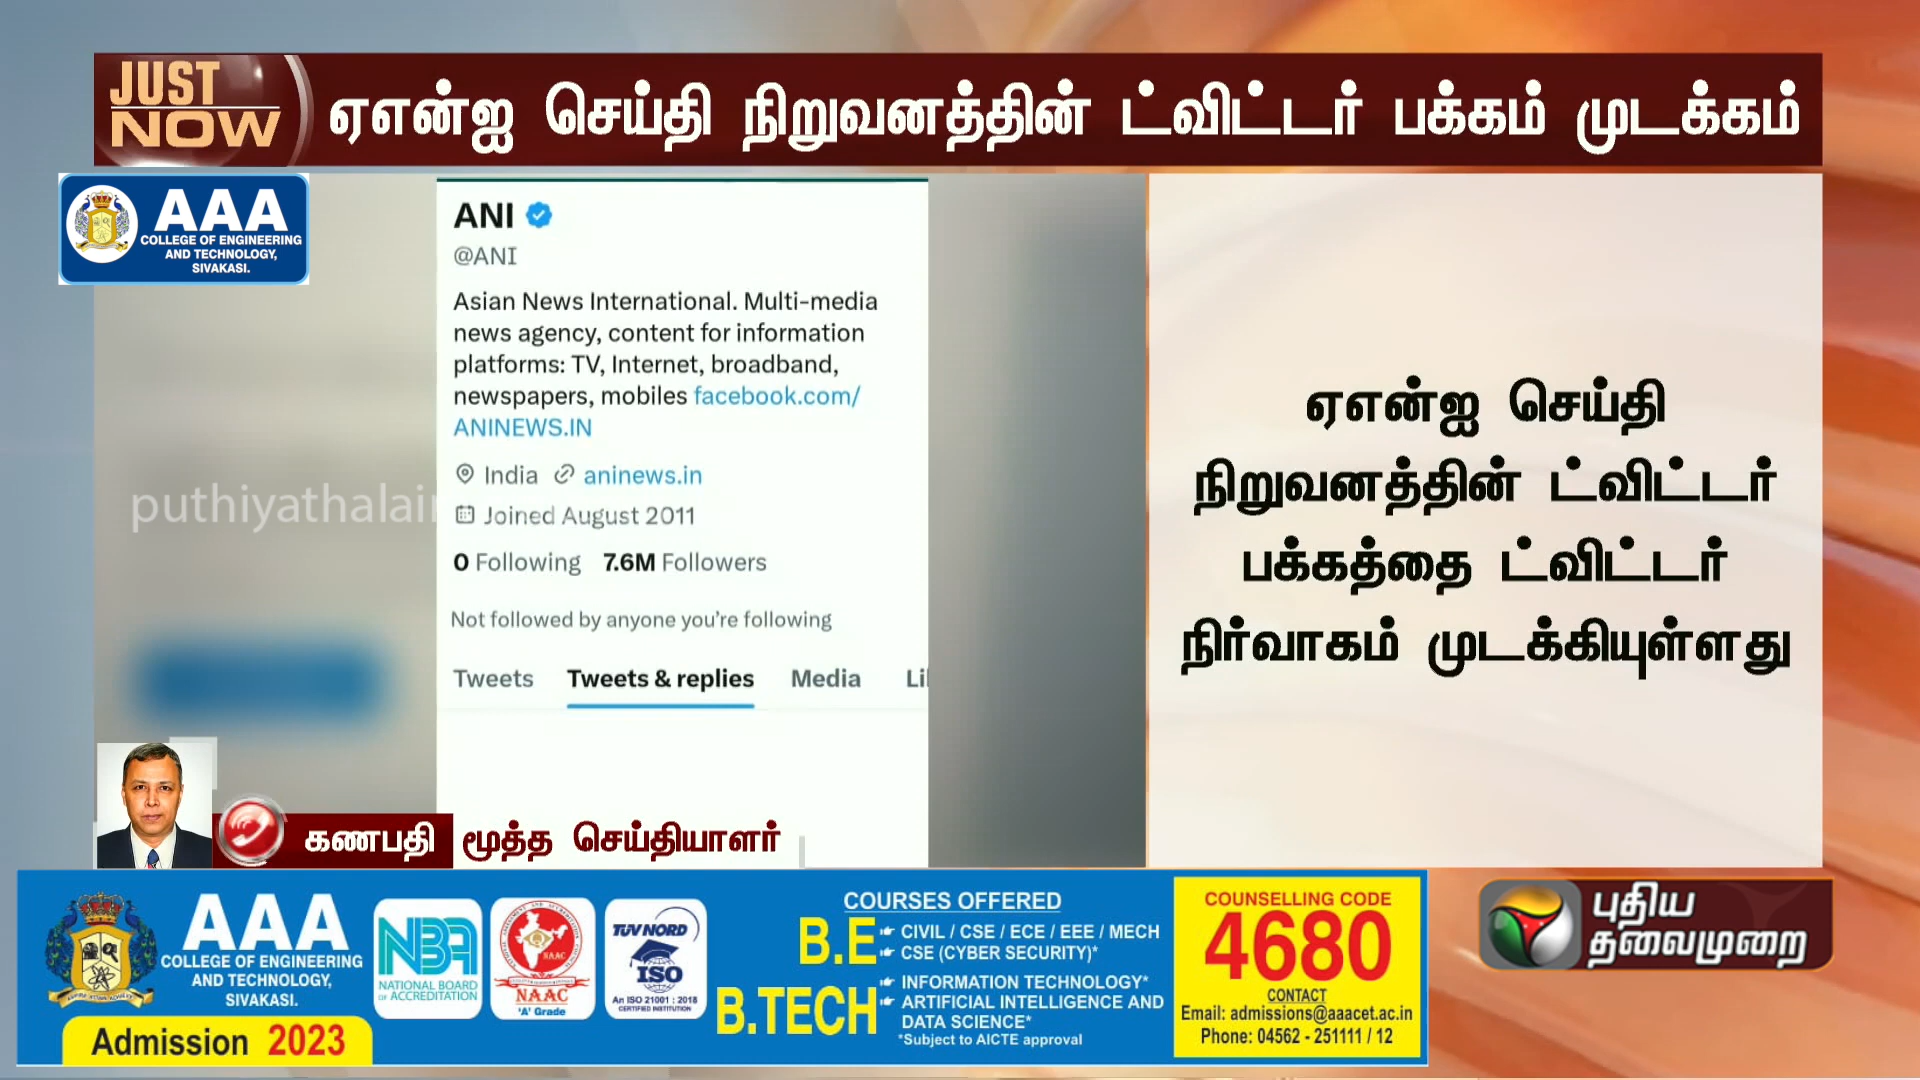 JUST
NOW
ஏஎன்ஐ செய்தி நிறுவனத்தின் ட்விட்டர் பக்கம் முடக்கம்
AAA
COLLEGE OF ENGINEERING
AND TECHNOLOGY,
SIVAKASI.
ANI
@ANI
Asian News International. Multi-media
news agency, content for information
platforms: TV, Internet, broadband,
newspapers, mobiles facebook.com/
ANINEWS.IN
India aninews.in
Joined August 2011
0 Following 7.6M Followers
Not followed by anyone you're following
Tweets Tweets & replies Media Li
puthiyathalai
ஏஎன்ஐ செய்தி
நிறுவனத்தின் ட்விட்டர்
பக்கத்தை ட்விட்டர்
நிர்வாகம் முடக்கியுள்ளது
கணபதி மூத்த செய்தியாளர்
AAA
COLLEGE OF ENGINEERING
AND TECHNOLOGY,
SIVAKASI.
Admission 2023
NBA
NATIONAL BOARD
OF ACCREDITATION
NAAC
NAAC
'A' Grade
TUV NORD
ISO
An ISO 21001 : 2018
CERTIFIED INSTITUTION
COURSES OFFERED
B.E
CIVIL / CSE / ECE / EEE / MECH
CSE (CYBER SECURITY)*
B.TECH
INFORMATION TECHNOLOGY*
ARTIFICIAL INTELLIGENCE AND
DATA SCIENCE*
*Subject to AICTE approval
COUNSELLING CODE
4680
CONTACT
Email: admissions@aaacet.ac.in
Phone: 04562 - 251111 / 12
புதிய
தலைமுறை